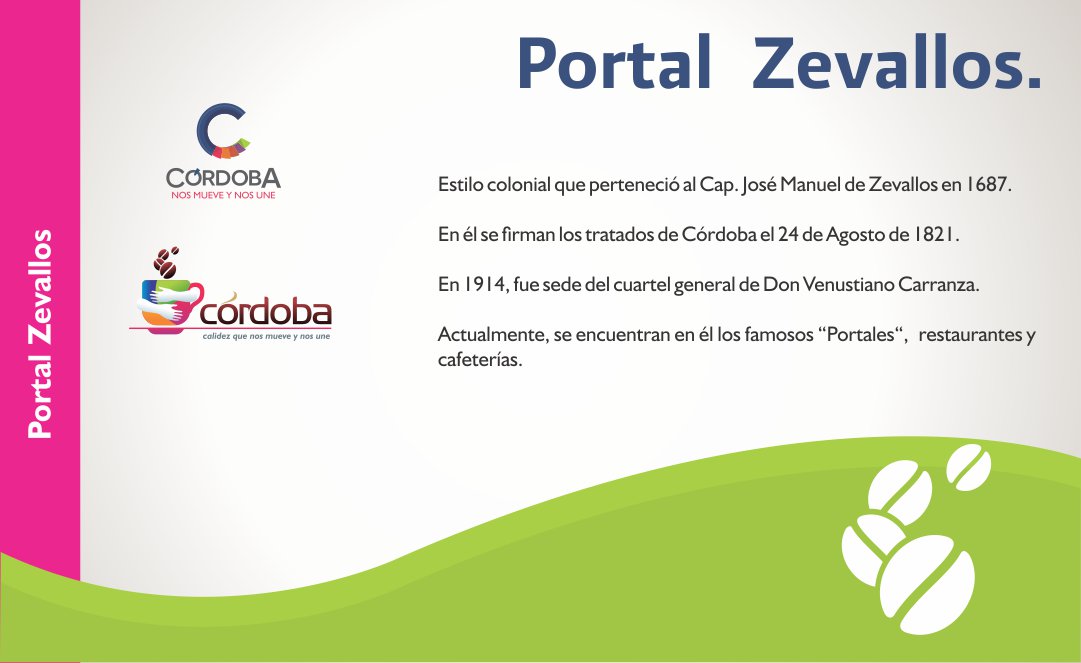 Portal Zevallos.
CÓRDOBA
NOS MUEVE Y NOS UNE
Estilo colonial que perteneció al Cap. José Manuel de Zevallos en 1687.
En él se firman los tratados de Córdoba el 24 de Agosto de 1821.
En 1914, fue sede del cuartel general de Don Venustiano Carranza.
Actualmente, se encuentran en él los famosos “Portales“, restaurantes y
cafeterías.
córdoba
calidez que nos mueve y nos une
Portal Zevallos